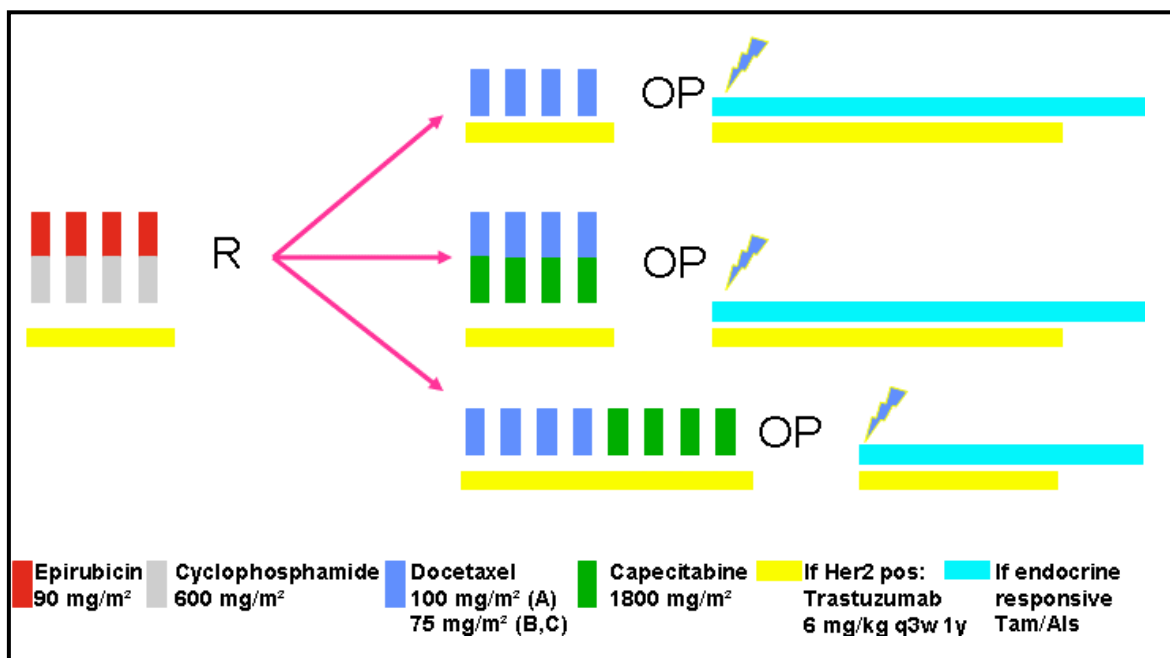 OP
R
OP
OP
Epirubicin
90 mg/m²
Cyclophosphamide
600 mg/m²
Docetaxel
100 mg/m² (A)
75 mg/m² (B,C)
Capecitabine
1800 mg/m²
If Her2 pos:
Trastuzumab
6 mg/kg q3w 1y
If endocrine
responsive
Tam/AIs